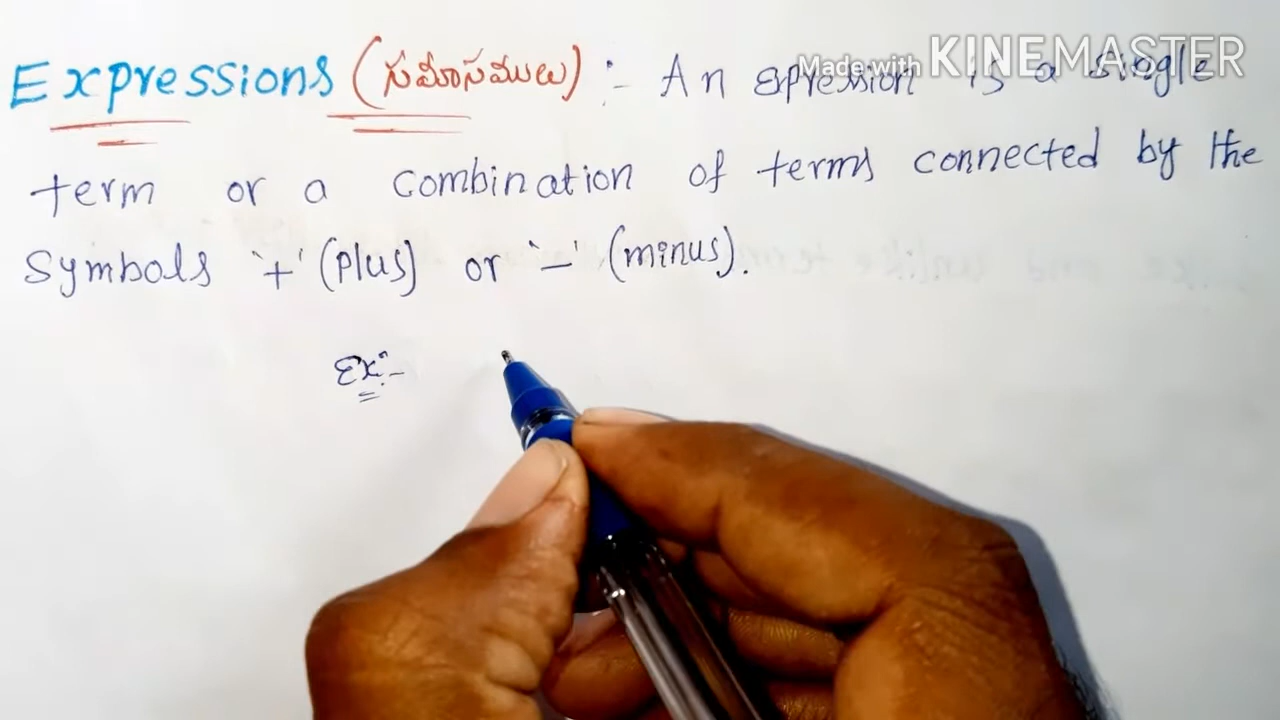 Made with KINEMASTER
Expressions (సమాసములు) :- An epression is a single
term or a combination of terms connected by the
symbols '+' (plus) or '-' (minus).
Ex:-